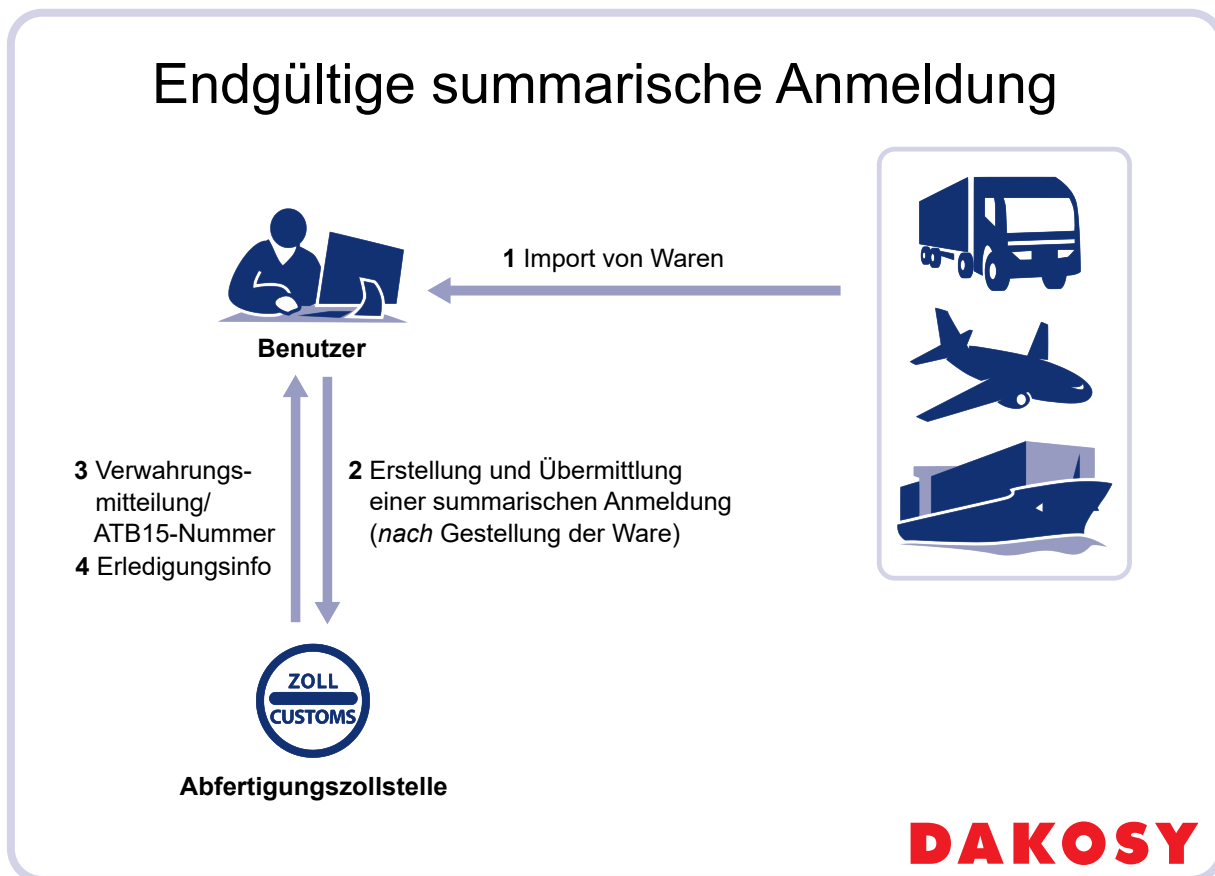 Endgültige summarische Anmeldung
1 Import von Waren
Benutzer
3 Verwahrungs-
mitteilung/
ATB15-Nummer
4 Erledigungsinfo
2 Erstellung und Übermittlung
einer summarischen Anmeldung
(nach Gestellung der Ware)
ZOLL
CUSTOMS
Abfertigungszollstelle
DAKOSY